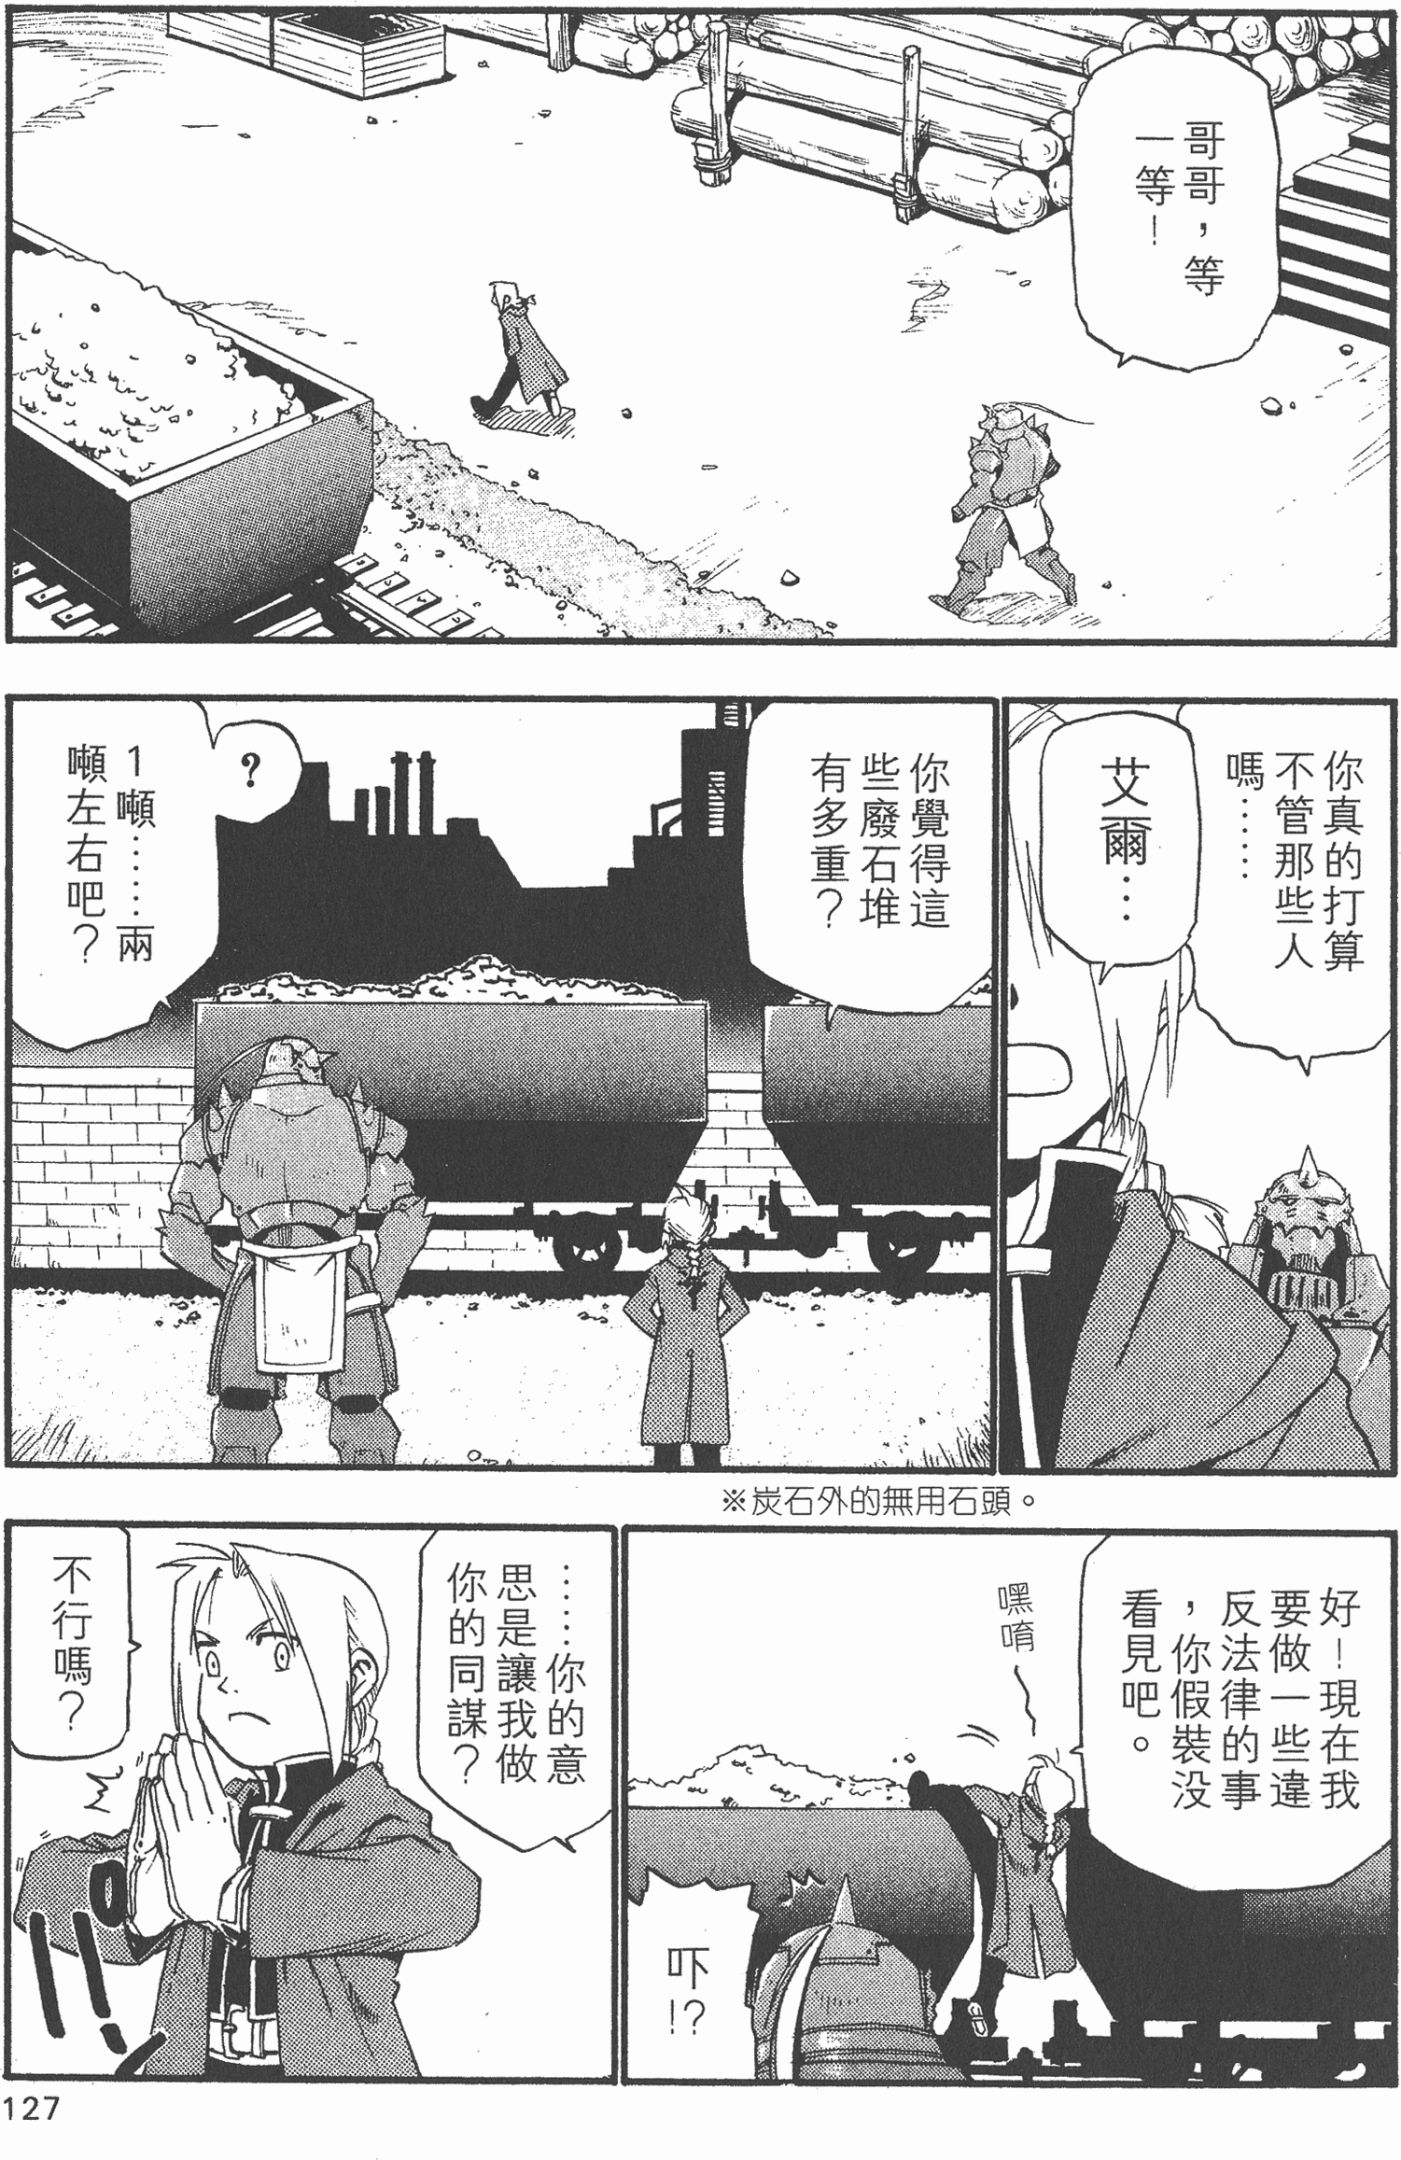 哥哥，等
一等！
你真的打算
不管那些人
嗎……
艾爾…
你覺得這
些廢石堆
有多重？
？
1噸……兩
噸左右吧？
※炭石外的無用石頭。
好！現在我
要做一些違
反法律的事
，你假裝没
看見吧。
嘿唷
吓!?
……你的意
思是讓我做
你的同謀？
不行嗎？
127